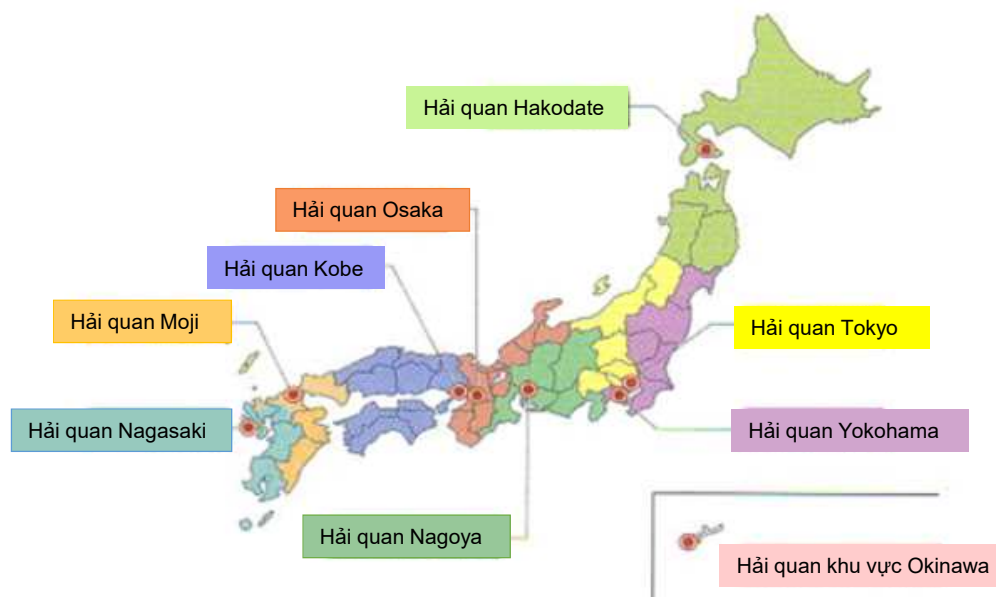 Hải quan Hakodate
Hải quan Osaka
Hải quan Kobe
Hải quan Moji
Hải quan Tokyo
Hải quan Nagasaki
Hải quan Yokohama
Hải quan Nagoya
Hải quan khu vực Okinawa